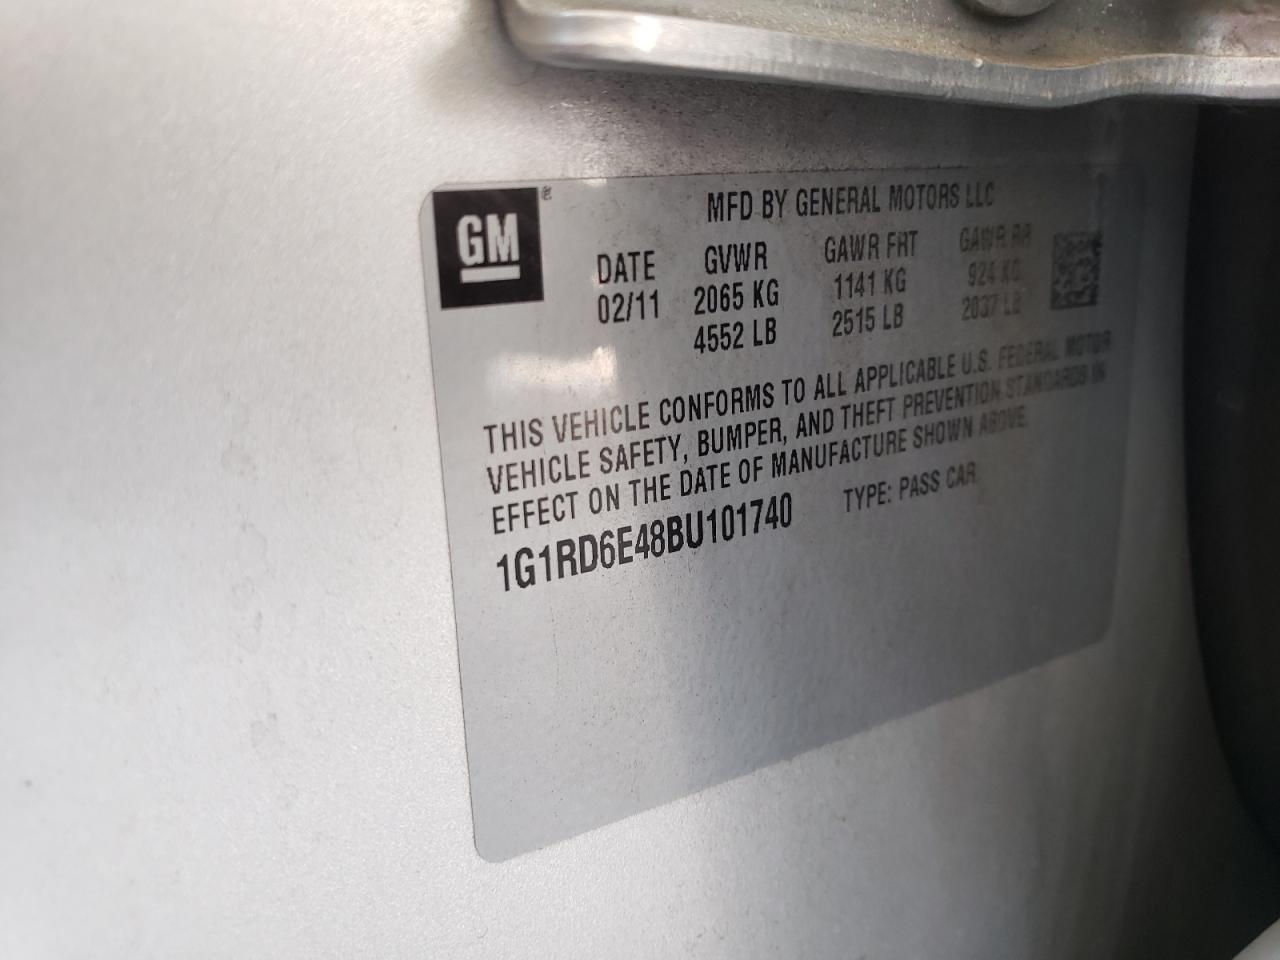 GM ®
MFD BY GENERAL MOTORS LLC
DATE GVWR GAWR FRT GAWR RR
02/11 2065 KG 1141 KG 924 KG
4552 LB 2515 LB 2037 LB
THIS VEHICLE CONFORMS TO ALL APPLICABLE U.S. FEDERAL MOTOR
VEHICLE SAFETY, BUMPER, AND THEFT PREVENTION STANDARDS IN
EFFECT ON THE DATE OF MANUFACTURE SHOWN ABOVE.
1G1RD6E48BU101740 TYPE: PASS CAR